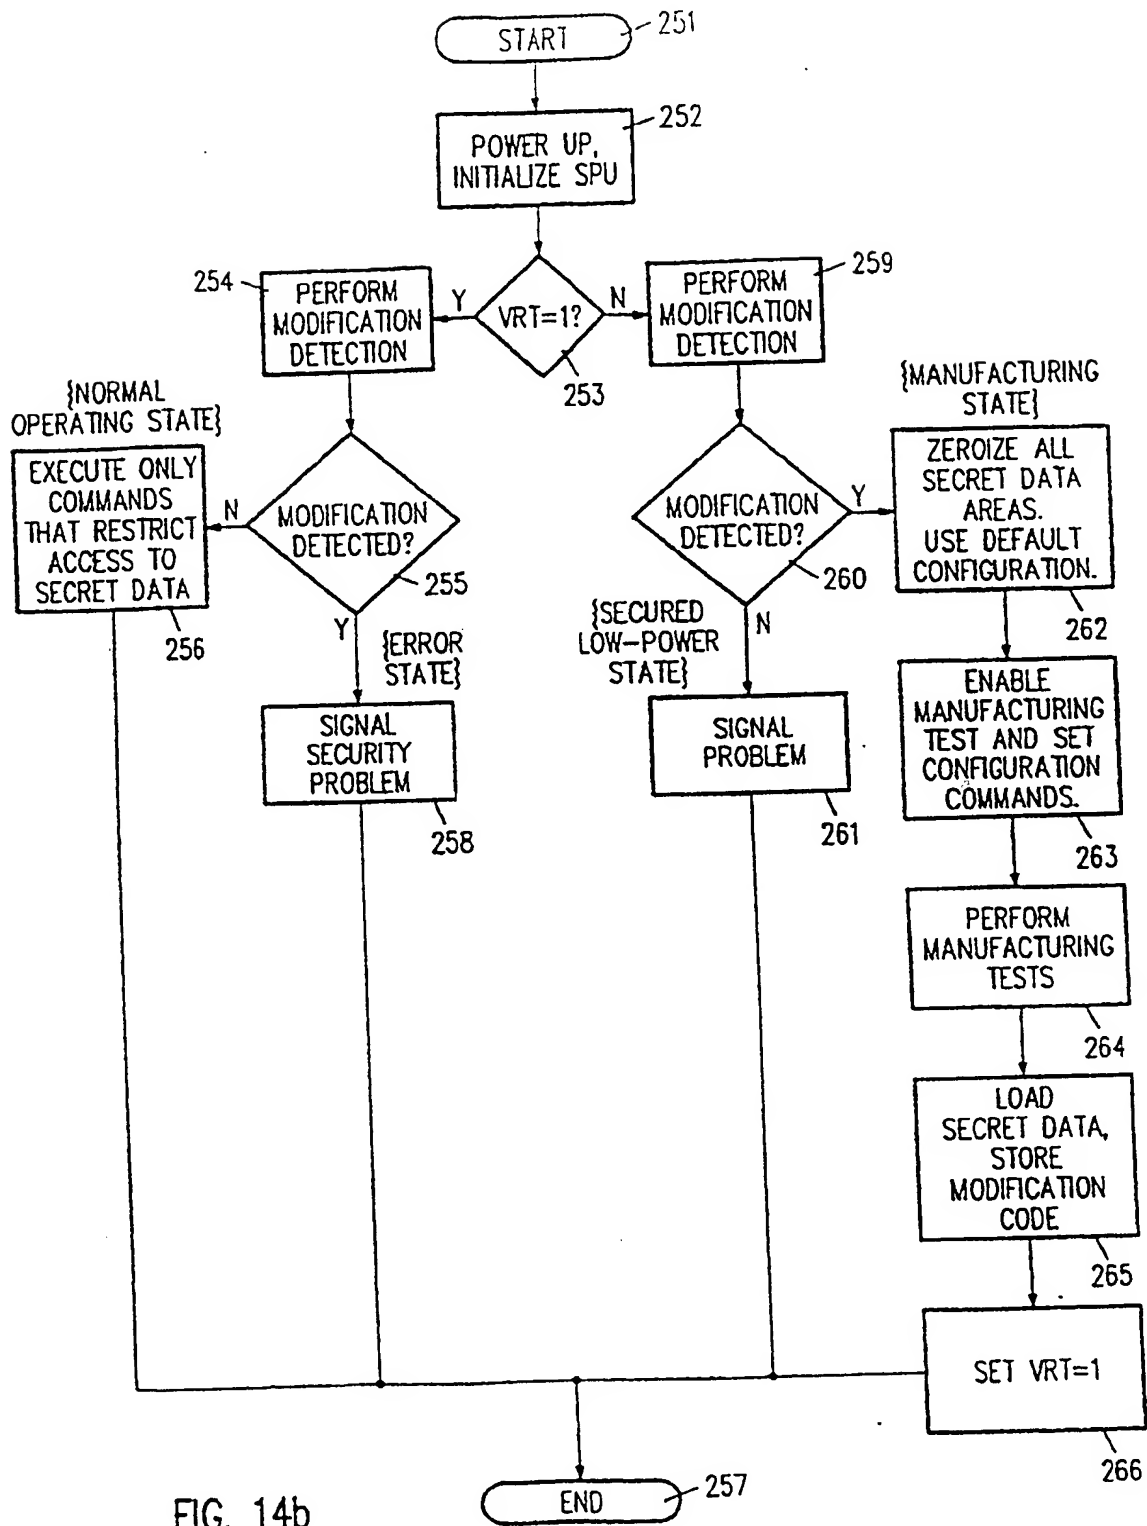 START
251
252
POWER UP,
INITIALIZE SPU
VRT=1?
253
Y
N
254
PERFORM
MODIFICATION
DETECTION
259
PERFORM
MODIFICATION
DETECTION
{NORMAL
OPERATING STATE}
EXECUTE ONLY
COMMANDS
THAT RESTRICT
ACCESS TO
SECRET DATA
256
N
MODIFICATION
DETECTED?
255
Y
{ERROR
STATE}
SIGNAL
SECURITY
PROBLEM
258
MODIFICATION
DETECTED?
260
Y
N
{SECURED
LOW-POWER
STATE}
SIGNAL
PROBLEM
261
{MANUFACTURING
STATE}
ZEROIZE ALL
SECRET DATA
AREAS.
USE DEFAULT
CONFIGURATION.
262
ENABLE
MANUFACTURING
TEST AND SET
CONFIGURATION
COMMANDS.
263
PERFORM
MANUFACTURING
TESTS
264
LOAD
SECRET DATA,
STORE
MODIFICATION
CODE
265
SET VRT=1
266
END
257
FIG. 14b